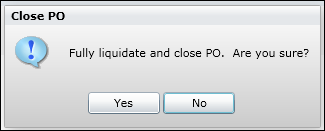 Close PO
Fully liquidate and close PO.  Are you sure?
Yes
No